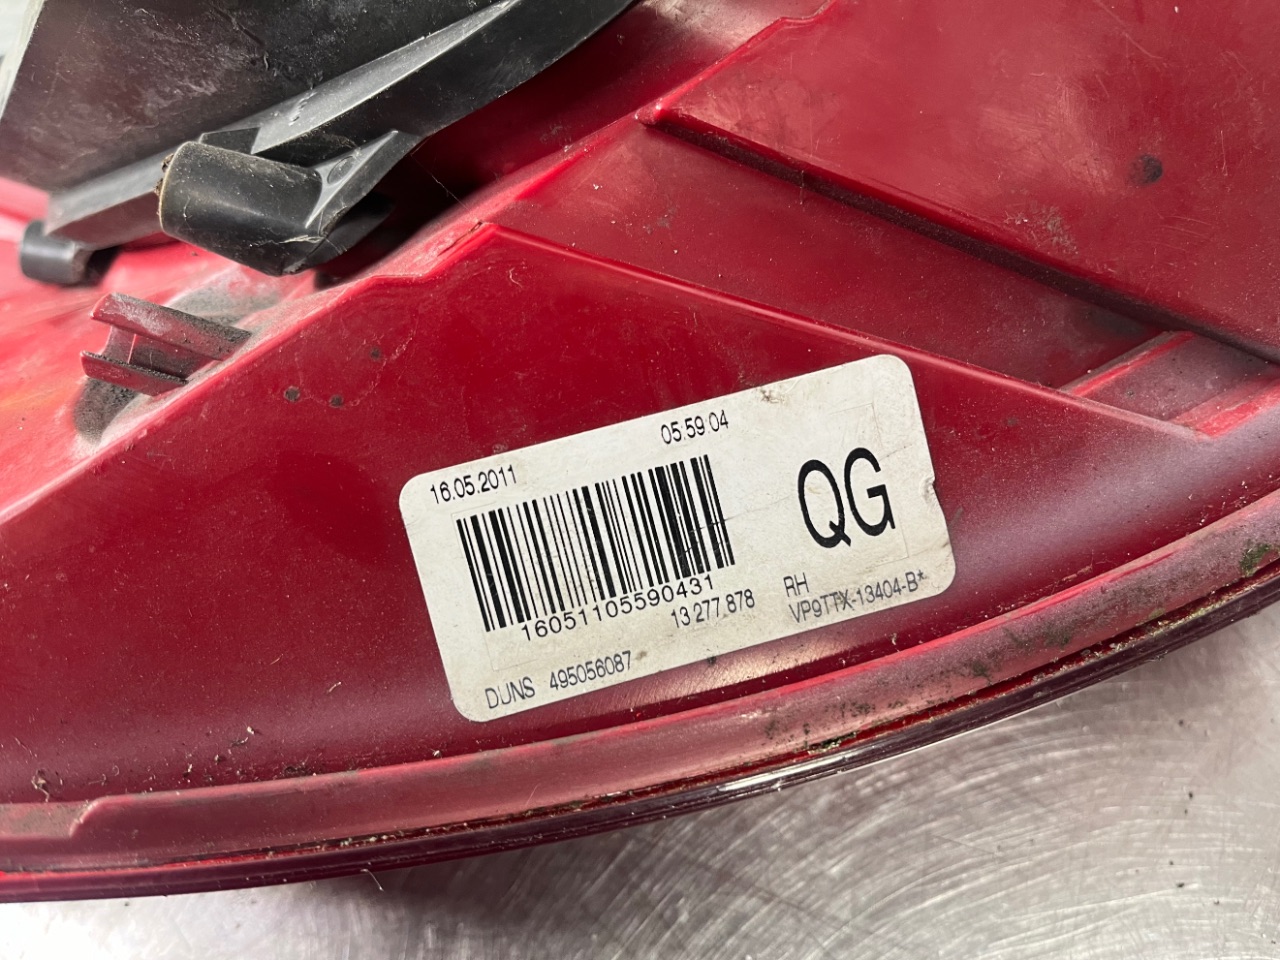 16.05.2011
05:59:04
QG
16051105590431
13 277 878
RH
VP9TTX-13404-B*
DUNS 495056087